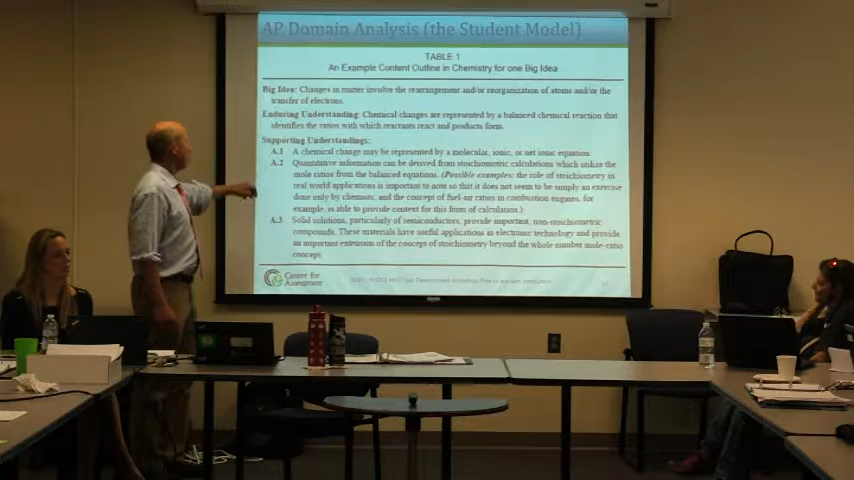 AP Domain Analysis (the Student Model)
TABLE 1
An Example Content Outline in Chemistry for one Big Idea
Big Idea: Changes in matter involve the rearrangement and/or reorganization of atoms and/or the
transfer of electrons.
Enduring Understanding: Chemical changes are represented by a balanced chemical reaction that
identifies the ratios with which reactants react and products form.
Supporting Understandings:
A.1 A chemical change may be represented by a molecular, ionic, or net ionic equation.
A.2 Quantitative information can be derived from stoichiometric calculations which utilize the
mole ratios from the balanced equations. (Possible examples: the role of stoichiometry in
real world applications is important to note so that it does not seem to be simply an exercise
done only by chemists, and the concept of fuel-air ratios in combustion engines, for
example, is able to provide context for this form of calculation.)
A.3 Solid solutions, particularly of semiconductors, provide important, non-stoichiometric
compounds. These materials have useful applications in electronic technology and provide
an important extension of the concept of stoichiometry beyond the whole number mole-ratio
concept.
Center for
Assessment